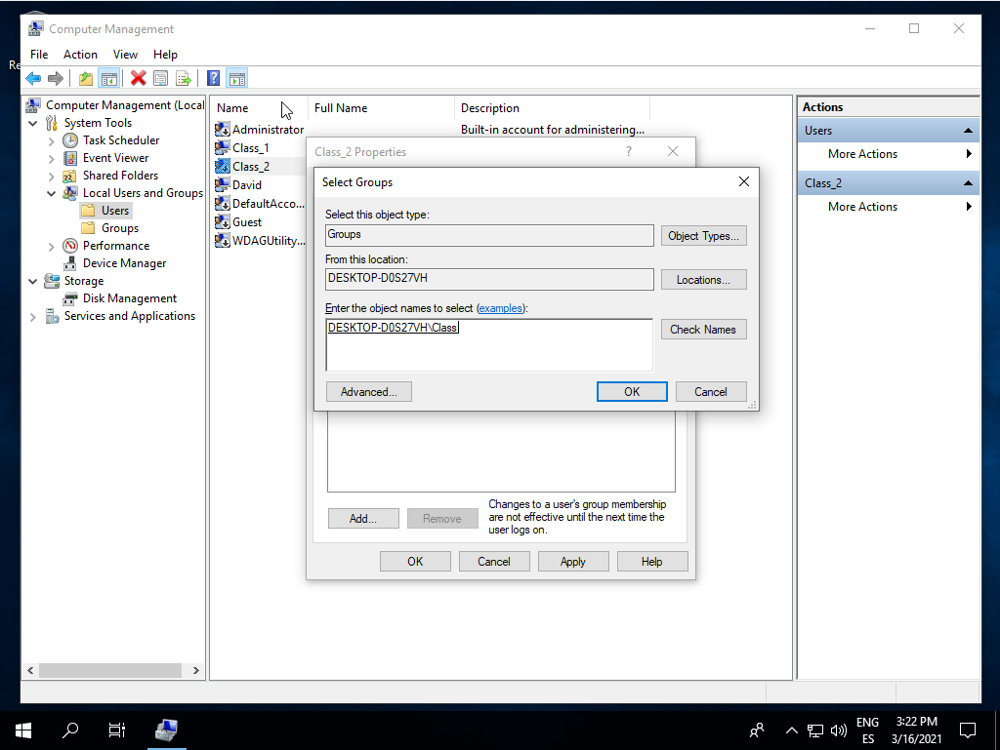 Computer Management
File Action View Help
Computer Management (Local
System Tools
Task Scheduler
Event Viewer
Shared Folders
Local Users and Groups
Users
Groups
Performance
Device Manager
Storage
Disk Management
Services and Applications
Name Full Name Description
Administrator Built-in account for administering...
Class_1
Class_2
David
DefaultAcco...
Guest
WDAGUtility...
Class_2 Properties
?
Select Groups
Select this object type:
Groups
Object Types...
From this location:
DESKTOP-D0S27VH
Locations...
Enter the object names to select (examples):
DESKTOP-D0S27VH\Class
Check Names
Advanced... OK Cancel
Add... Remove
Changes to a user's group membership
are not effective until the next time the
user logs on.
OK Cancel Apply Help
Actions
Users
More Actions
Class_2
More Actions
ENG
ES
3:22 PM
3/16/2021